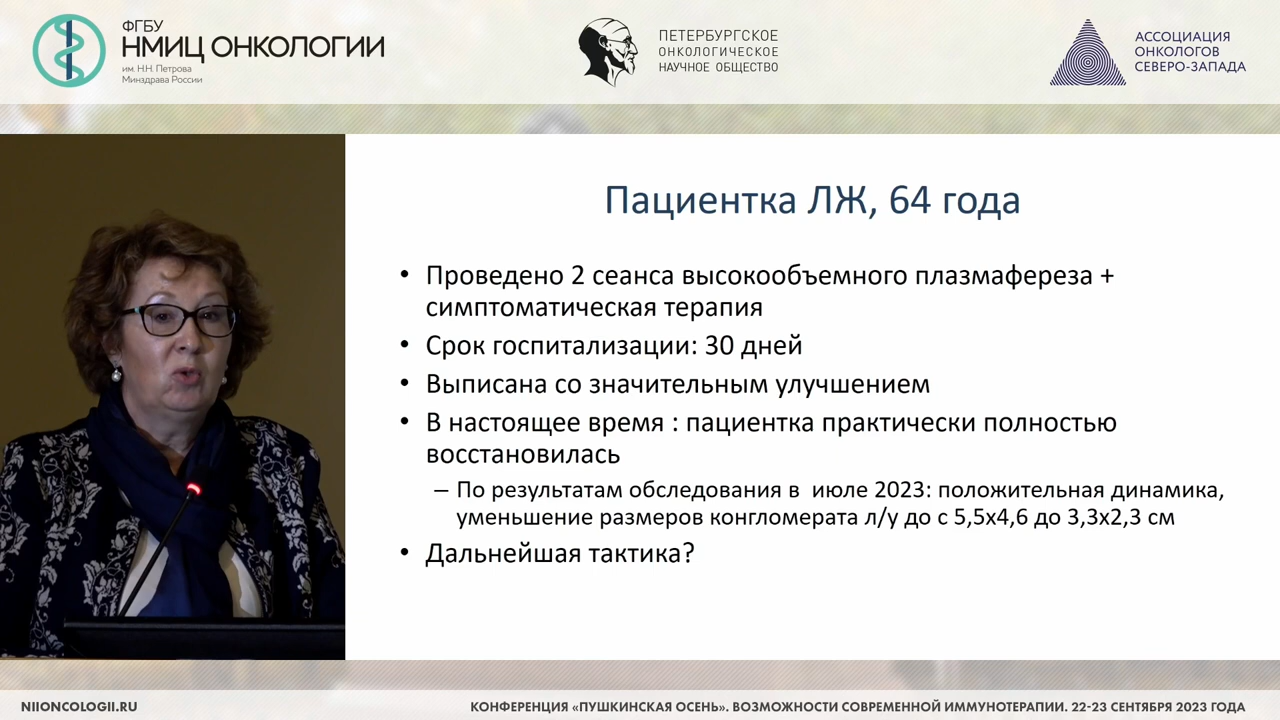 ФГБУ
НМИЦ ОНКОЛОГИИ
им. Н.Н. Петрова
Минздрава России
ПЕТЕРБУРГСКОЕ
ОНКОЛОГИЧЕСКОЕ
НАУЧНОЕ ОБЩЕСТВО
АССОЦИАЦИЯ
ОНКОЛОГОВ
СЕВЕРО-ЗАПАДА
Пациентка ЛЖ, 64 года
• Проведено 2 сеанса высокообъемного плазмафереза +
симптоматическая терапия
• Срок госпитализации: 30 дней
• Выписана со значительным улучшением
• В настоящее время : пациентка практически полностью
восстановилась
– По результатам обследования в июле 2023: положительная динамика,
уменьшение размеров конгломерата л/у до с 5,5х4,6 до 3,3х2,3 см
• Дальнейшая тактика?
NIIONCOLOGII.RU
КОНФЕРЕНЦИЯ «ПУШКИНСКАЯ ОСЕНЬ». ВОЗМОЖНОСТИ СОВРЕМЕННОЙ ИММУНОТЕРАПИИ. 22-23 СЕНТЯБРЯ 2023 ГОДА